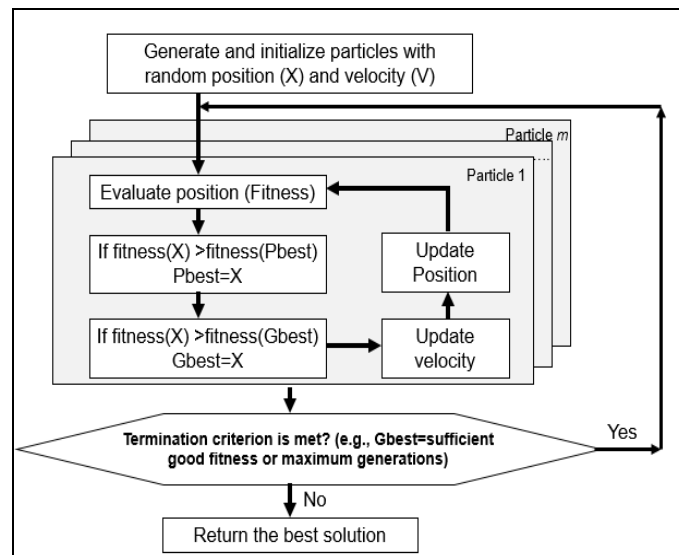 Generate and initialize particles with
random position (X) and velocity (V)
Particle m
.....
Particle 1
Evaluate position (Fitness)
If fitness(X) >fitness(Pbest)
Pbest=X
Update
Position
If fitness(X) >fitness(Gbest)
Gbest=X
Update
velocity
Termination criterion is met? (e.g., Gbest=sufficient
good fitness or maximum generations)
Yes
No
Return the best solution